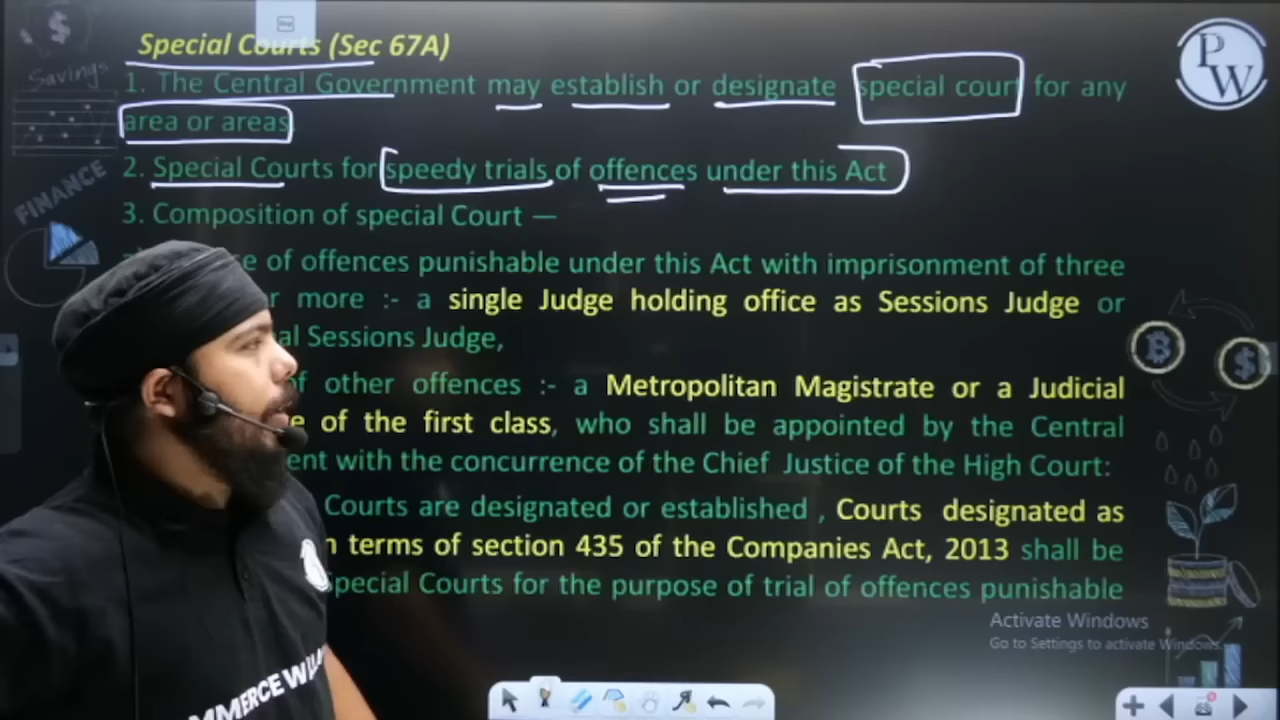 Special Courts (Sec 67A)
1. The Central Government may establish or designate special court for any
area or areas.
2. Special Courts for speedy trials of offences under this Act
3. Composition of special Court —
of offences punishable under this Act with imprisonment of three
more :- a single Judge holding office as Sessions Judge or
Sessions Judge,
of other offences :- a Metropolitan Magistrate or a Judicial
of the first class, who shall be appointed by the Central
with the concurrence of the Chief Justice of the High Court:
Courts are designated or established , Courts designated as
terms of section 435 of the Companies Act, 2013 shall be
Special Courts for the purpose of trial of offences punishable
Savings
FINANCE
P
W
Activate Windows
Go to Settings to activate Windows.